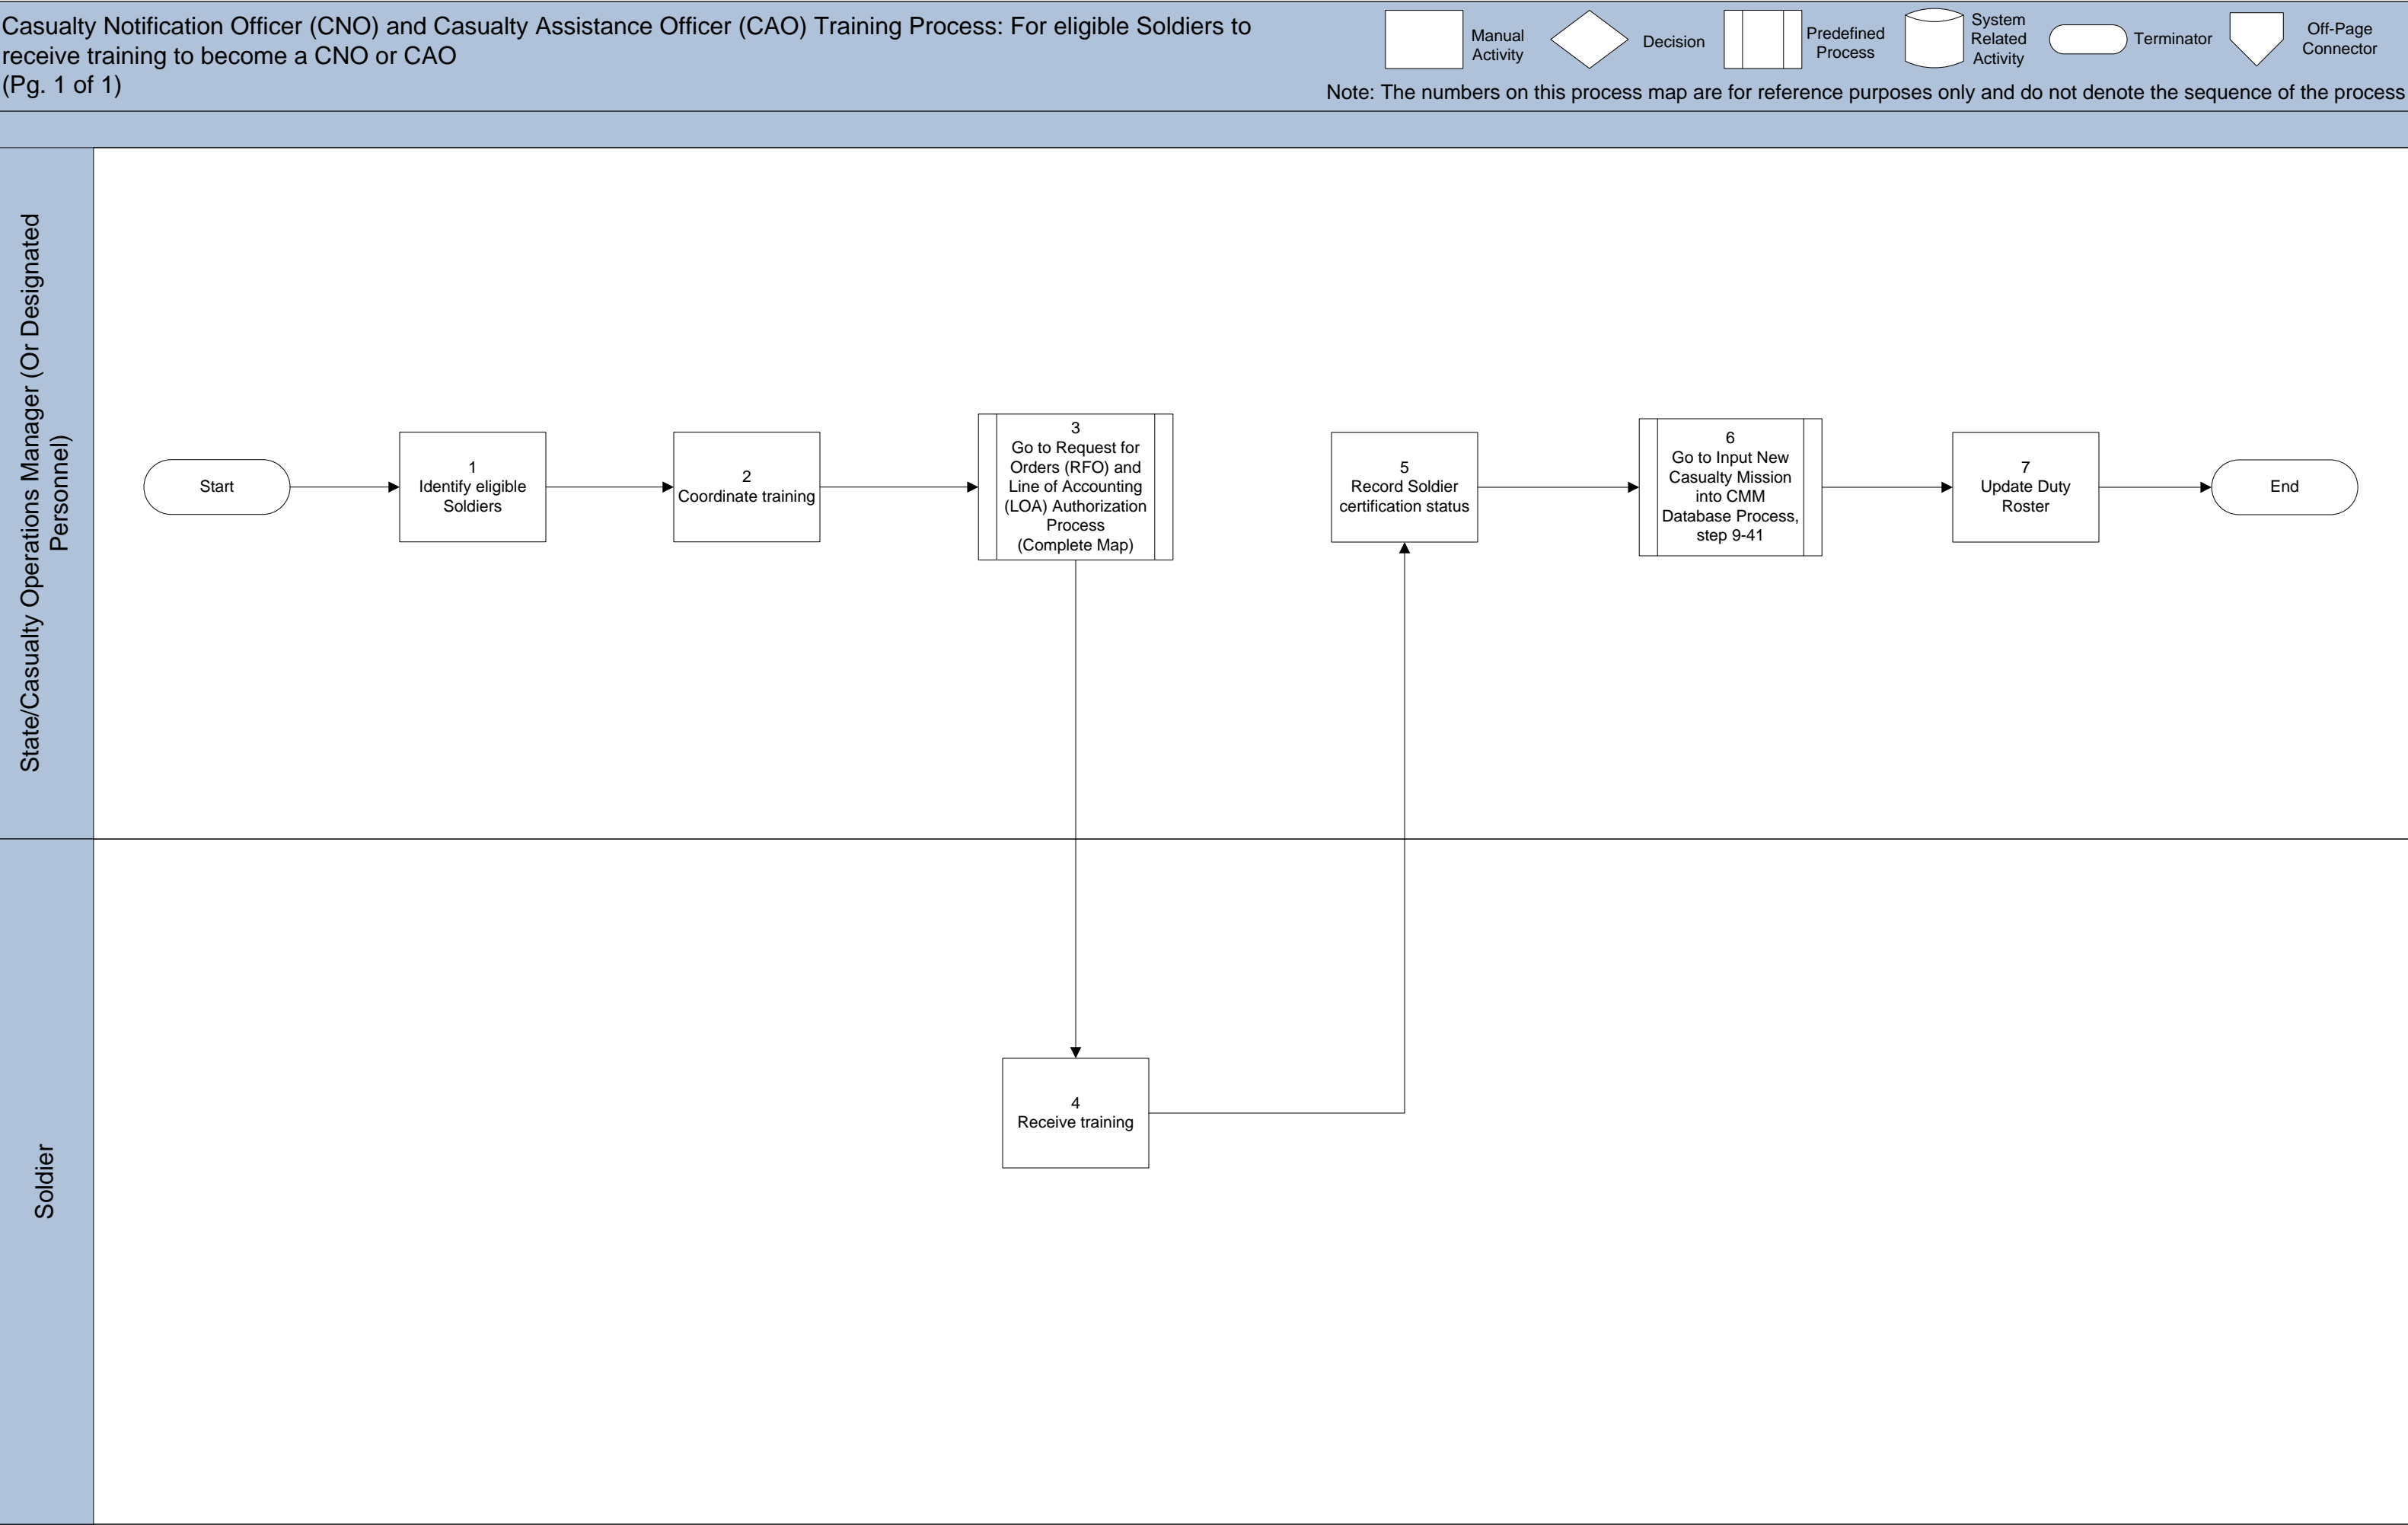 Casualty Notification Officer (CNO) and Casualty Assistance Officer (CAO) Training Process: For eligible Soldiers to
receive training to become a CNO or CAO
(Pg. 1 of 1)
Manual
Activity
Decision
Predefined
Process
System
Related
Activity
Terminator
Off-Page
Connector
Note: The numbers on this process map are for reference purposes only and do not denote the sequence of the process
State/Casualty Operations Manager (Or Designated
Personnel)
Start
1
Identify eligible
Soldiers
2
Coordinate training
3
Go to Request for
Orders (RFO) and
Line of Accounting
(LOA) Authorization
Process
(Complete Map)
5
Record Soldier
certification status
6
Go to Input New
Casualty Mission
into CMM
Database Process,
step 9-41
7
Update Duty
Roster
End
Soldier
4
Receive training